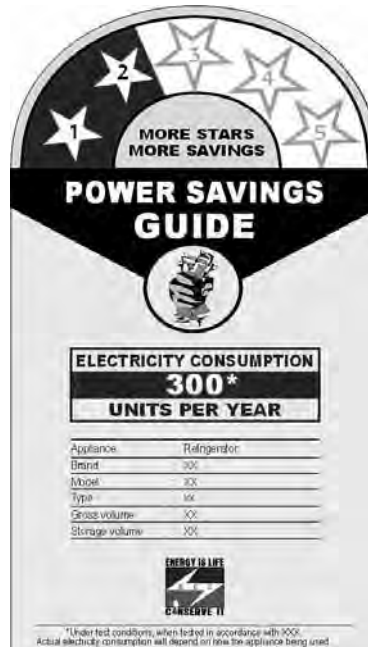 1 2 3 4 5
MORE STARS
MORE SAVINGS
POWER SAVINGS
GUIDE
ELECTRICITY CONSUMPTION
300*
UNITS PER YEAR
Appliance Refrigerator
Brand XX
Model XX
Type XX
Gross volume XX
Storage volume XX
ENERGY IS LIFE
CONSERVE IT
*Under test conditions, when tested in accordance with XXX.
Actual electricity consumption will depend on how the appliance being used